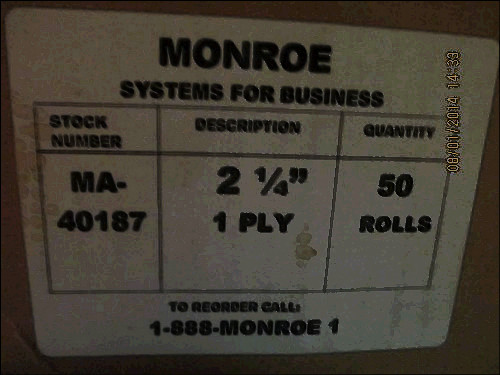 MONROE
SYSTEMS FOR BUSINESS
STOCK NUMBER DESCRIPTION QUANTITY
MA- 2 ¼" 50
40187 1 PLY ROLLS
TO REORDER CALL:
1-888-MONROE 1
08/01/2014 14:33